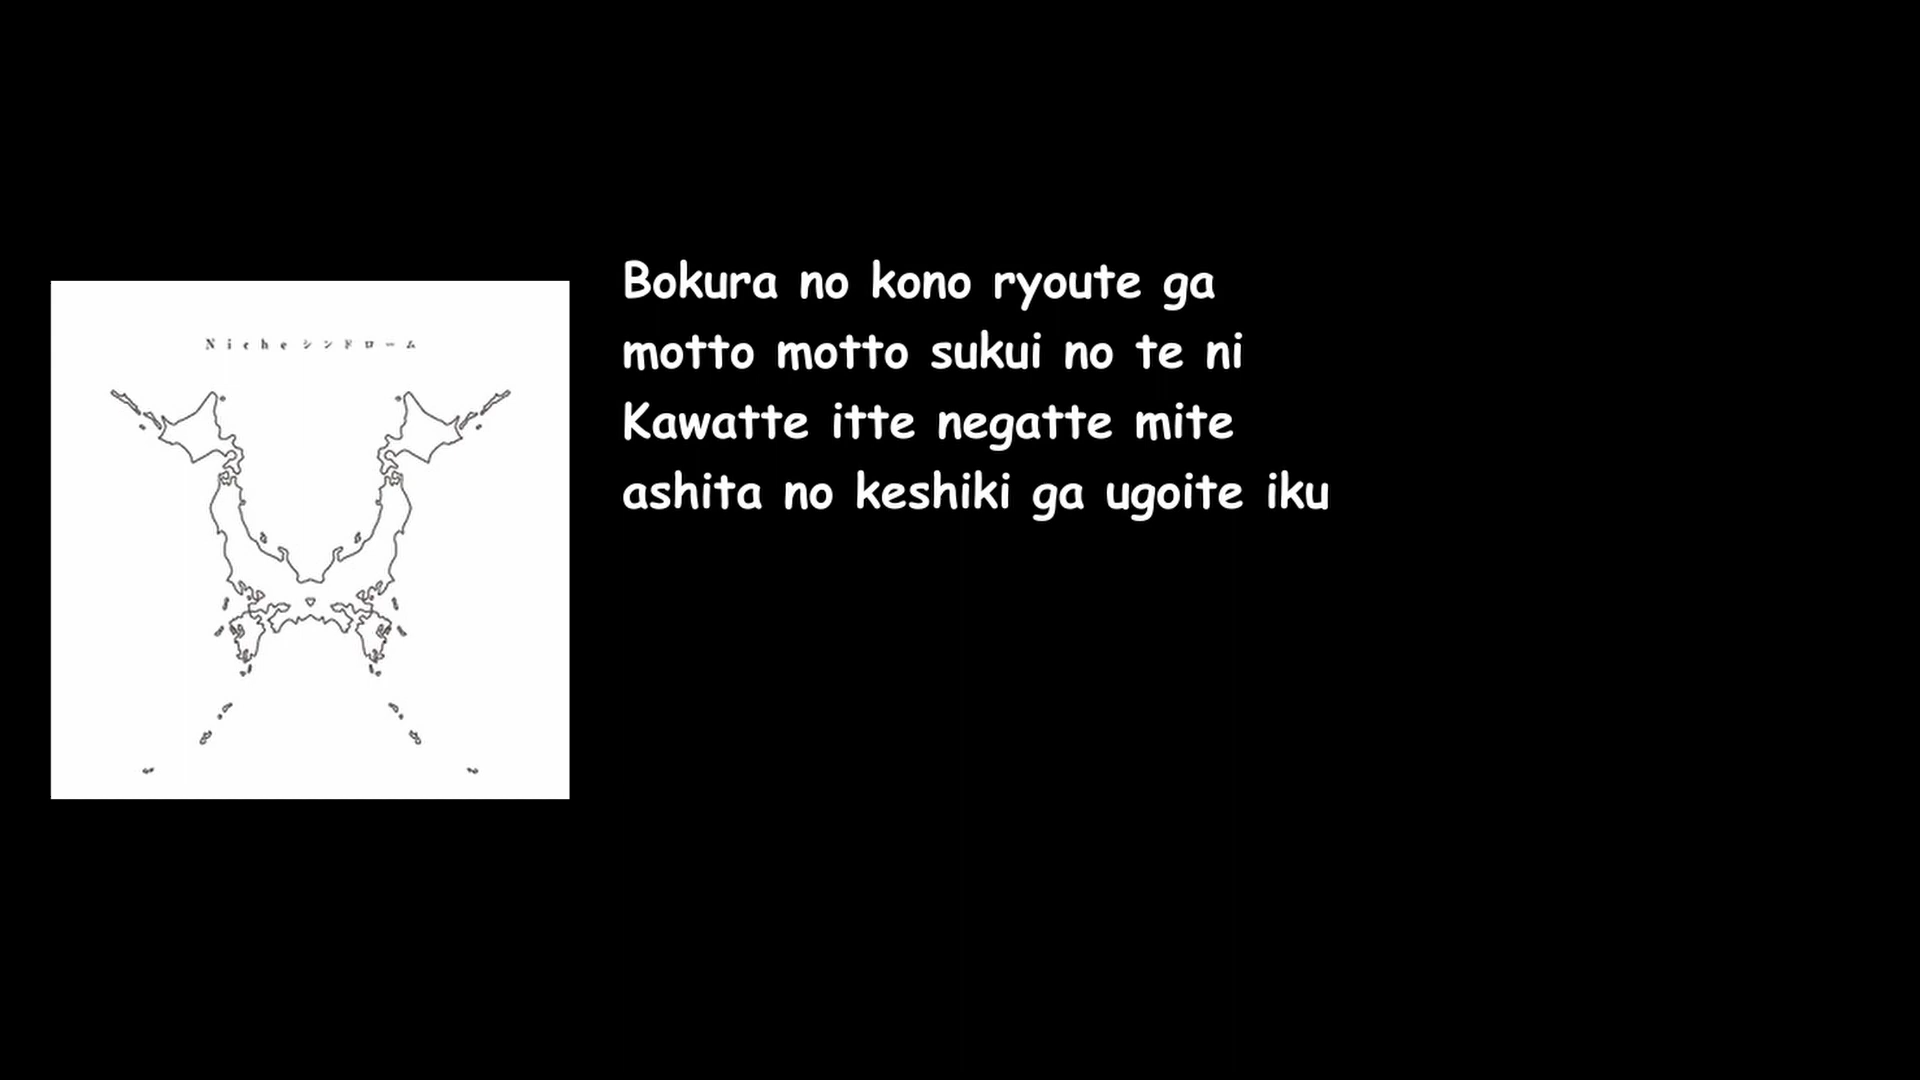 Niche シンドローム
Bokura no kono ryoute ga
motto motto sukui no te ni
Kawatte itte negatte mite
ashita no keshiki ga ugoite iku